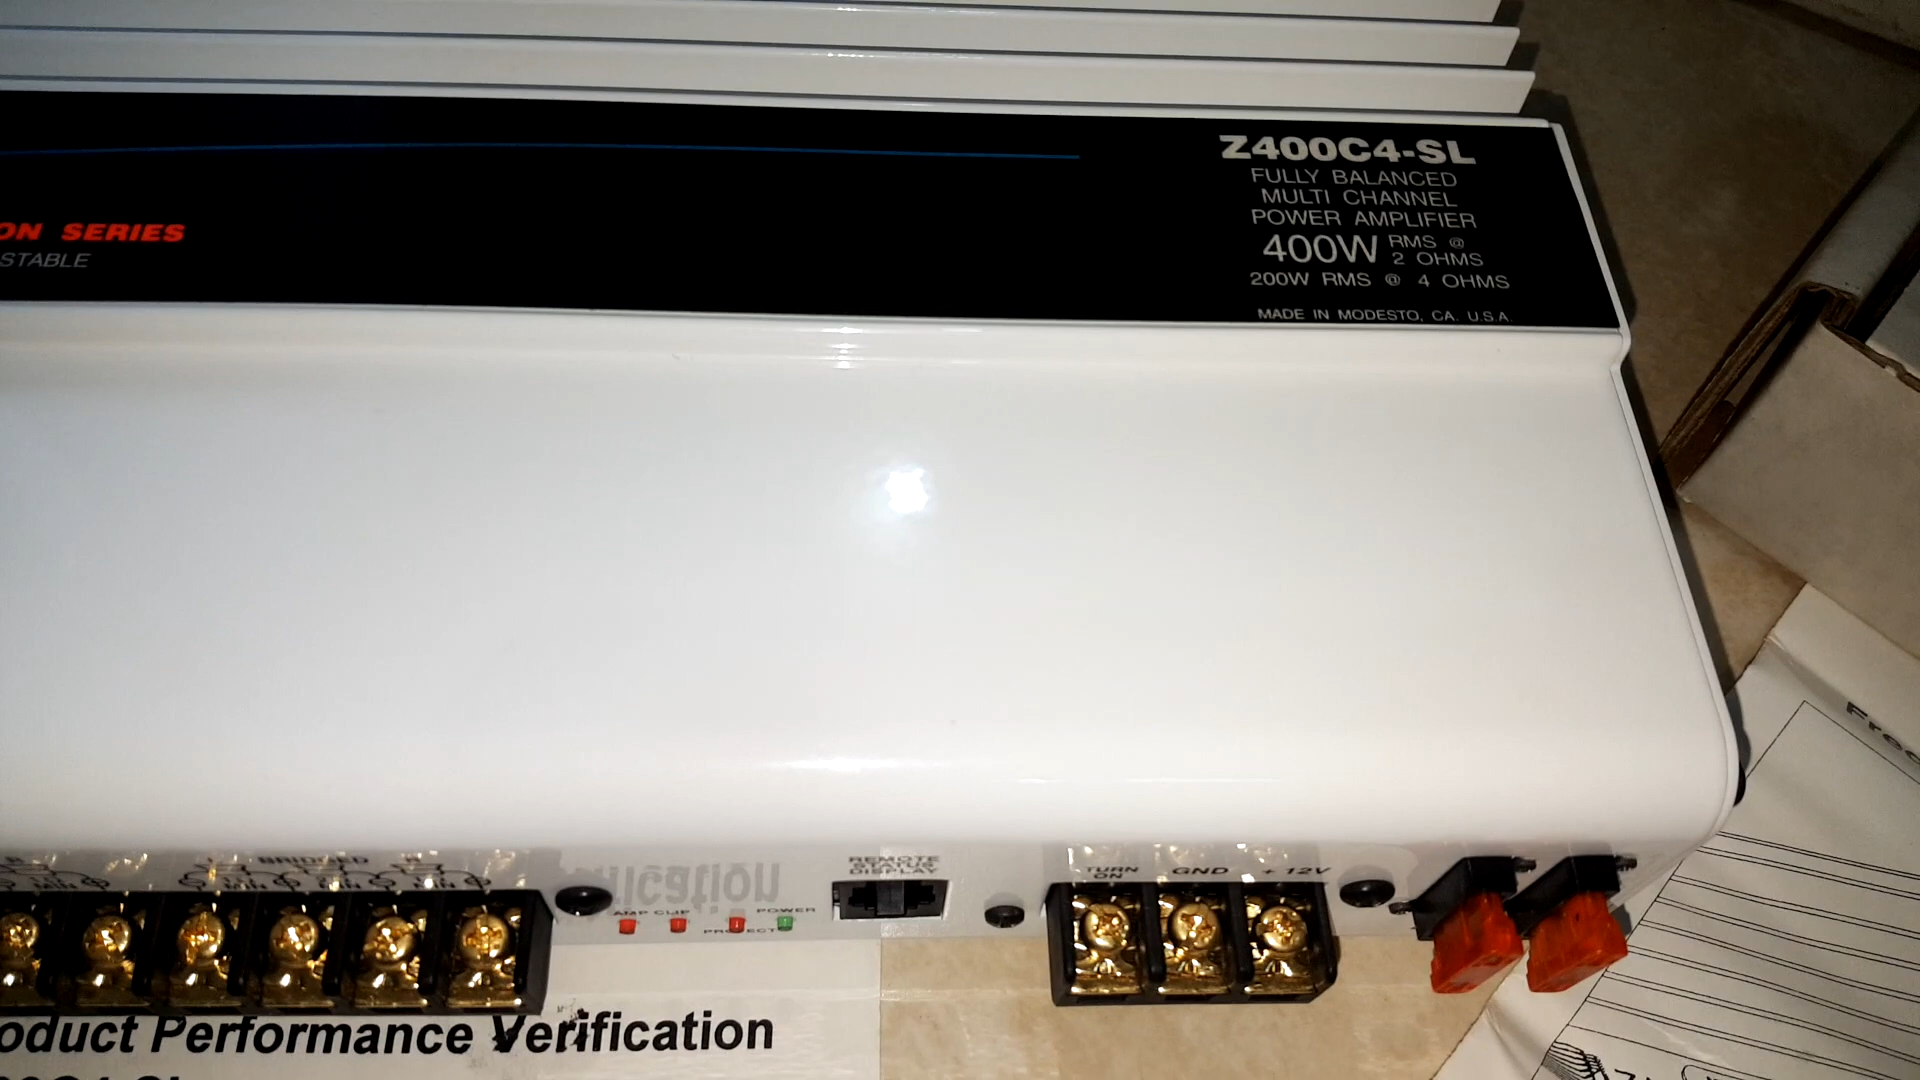 Z400C4-SL
FULLY BALANCED
MULTI CHANNEL
POWER AMPLIFIER
400W RMS @
2 OHMS
200W RMS @ 4 OHMS
MADE IN MODESTO, CA. U.S.A.
ON SERIES
STABLE
BRIDGED
REMOTE
STATUS
DISPLAY
AMP CLIP
POWER
PROTECT
TURN
ON
GND
+ 12V
oduct Performance Verification
Fre